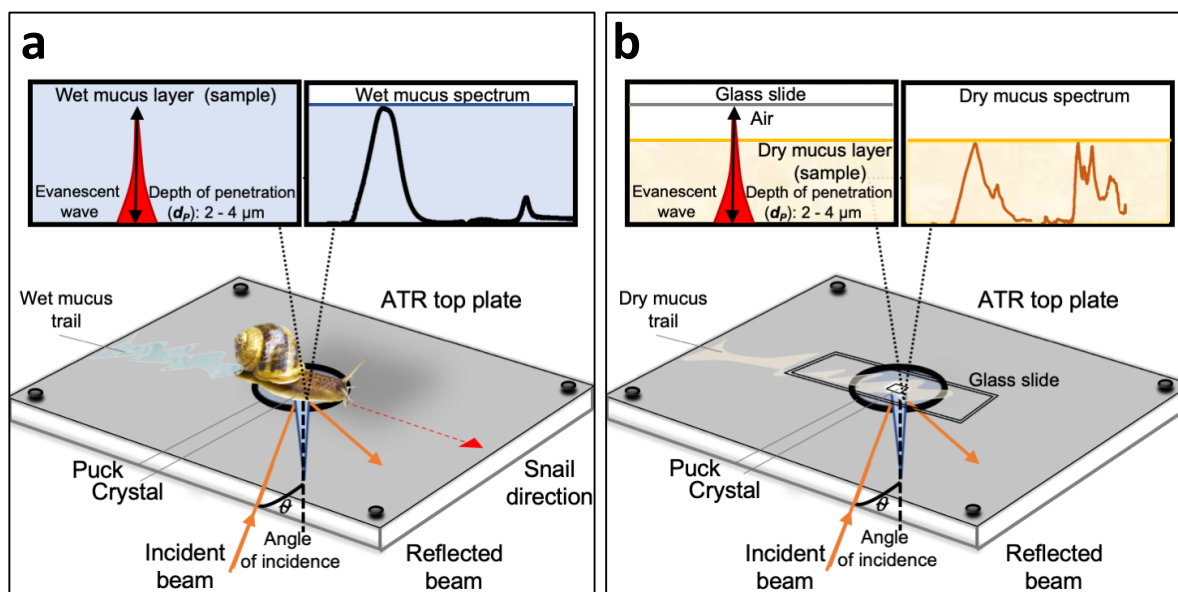 a
Wet mucus layer (sample)
Evanescent
wave
Depth of penetration
(dP): 2 - 4 µm
Wet mucus spectrum
Wet mucus
trail
ATR top plate
Puck
Crystal
Snail
direction
θ
Angle
of incidence
Incident
beam
Reflected
beam
b
Glass slide
Air
Dry mucus layer
(sample)
Evanescent
wave
Depth of penetration
(dP): 2 - 4 µm
Dry mucus spectrum
Dry mucus
trail
ATR top plate
Glass slide
Puck
Crystal
θ
Angle
of incidence
Incident
beam
Reflected
beam